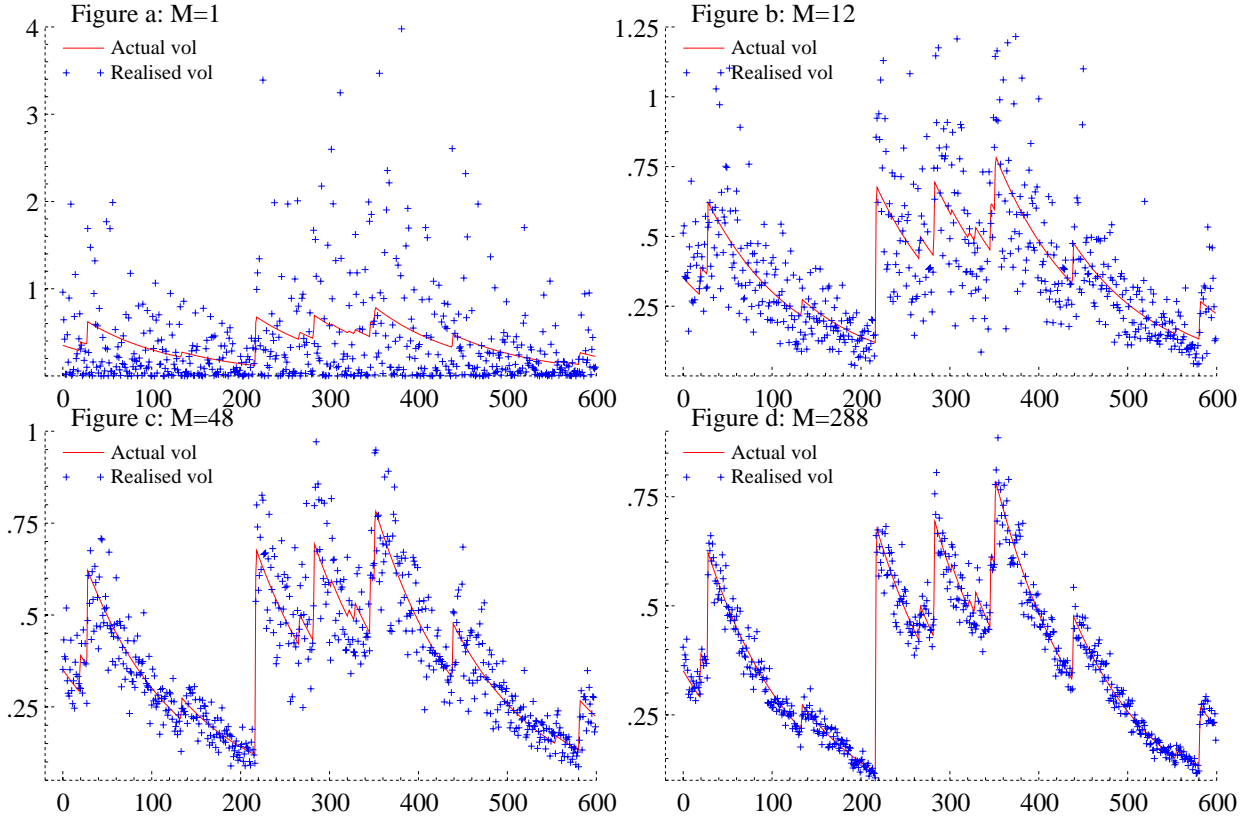 Figure a: M=1
4
Actual vol
Realised vol
3
2
1
0 100 200 300 400 500 600
Figure b: M=12
1.25
Actual vol
Realised vol
1
.75
.5
.25
0 100 200 300 400 500 600
Figure c: M=48
1
Actual vol
Realised vol
.75
.5
.25
0 100 200 300 400 500 600
Figure d: M=288
Actual vol
Realised vol
.75
.5
.25
0 100 200 300 400 500 600